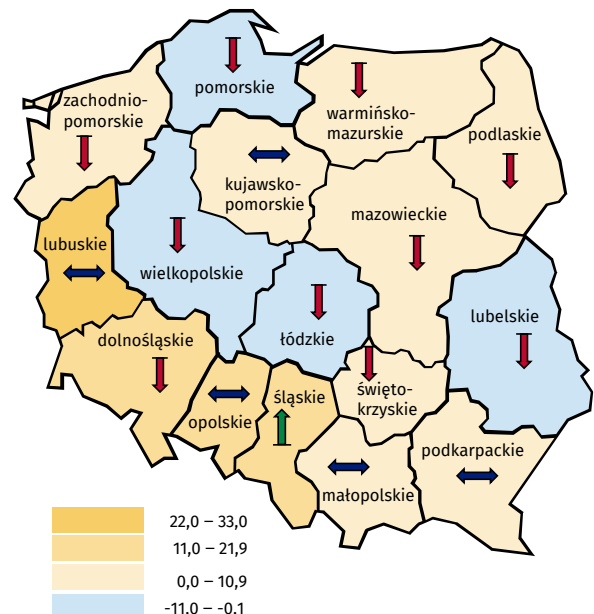 pomorskie
zachodnio-
pomorskie
warmińsko-
mazurskie
podlaskie
kujawsko-
pomorskie
mazowieckie
lubuskie
wielkopolskie
łódzkie
lubelskie
dolnośląskie
opolskie
śląskie
święto-
krzyskie
podkarpackie
małopolskie
22,0 – 33,0
11,0 – 21,9
0,0 – 10,9
-11,0 – -0,1